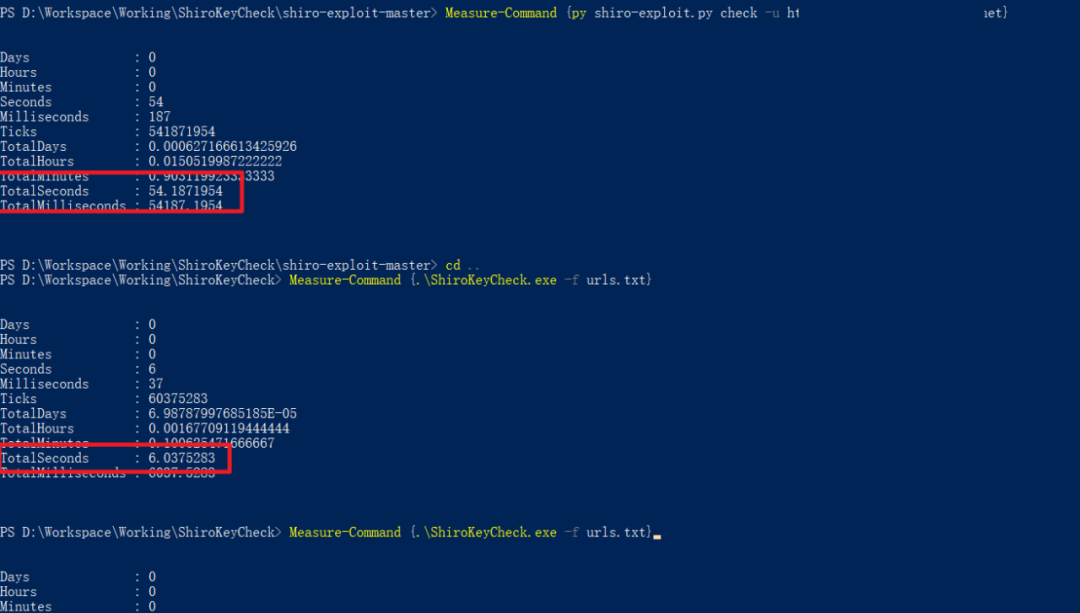 PS D:\Workspace\Working\ShiroKeyCheck\shiro-exploit-master> Measure-Command {py shiro-exploit.py check -u ht et}
Days : 0
Hours : 0
Minutes : 0
Seconds : 54
Milliseconds : 187
Ticks : 541871954
TotalDays : 0.000627166613425926
TotalHours : 0.0150519987222222
TotalMinutes : 0.903119923333333
TotalSeconds : 54.1871954
TotalMilliseconds : 54187.1954
PS D:\Workspace\Working\ShiroKeyCheck\shiro-exploit-master> cd ..
PS D:\Workspace\Working\ShiroKeyCheck> Measure-Command {.\ShiroKeyCheck.exe -f urls.txt}
Days : 0
Hours : 0
Minutes : 0
Seconds : 6
Milliseconds : 37
Ticks : 60375283
TotalDays : 6.98787997685185E-05
TotalHours : 0.00167709119444444
TotalMinutes : 0.100625471666667
TotalSeconds : 6.0375283
TotalMilliseconds : 6037.5283
PS D:\Workspace\Working\ShiroKeyCheck> Measure-Command {.\ShiroKeyCheck.exe -f urls.txt}
Days : 0
Hours : 0
Minutes : 0